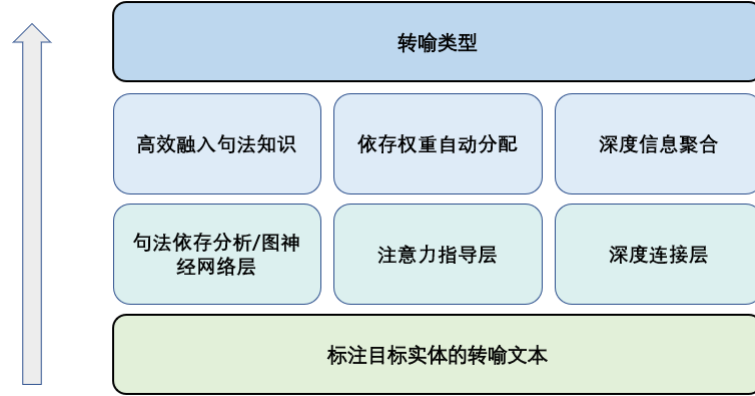 转喻类型
高效融入句法知识
依存权重自动分配
深度信息聚合
句法依存分析/图神
经网络层
注意力指导层
深度连接层
标注目标实体的转喻文本